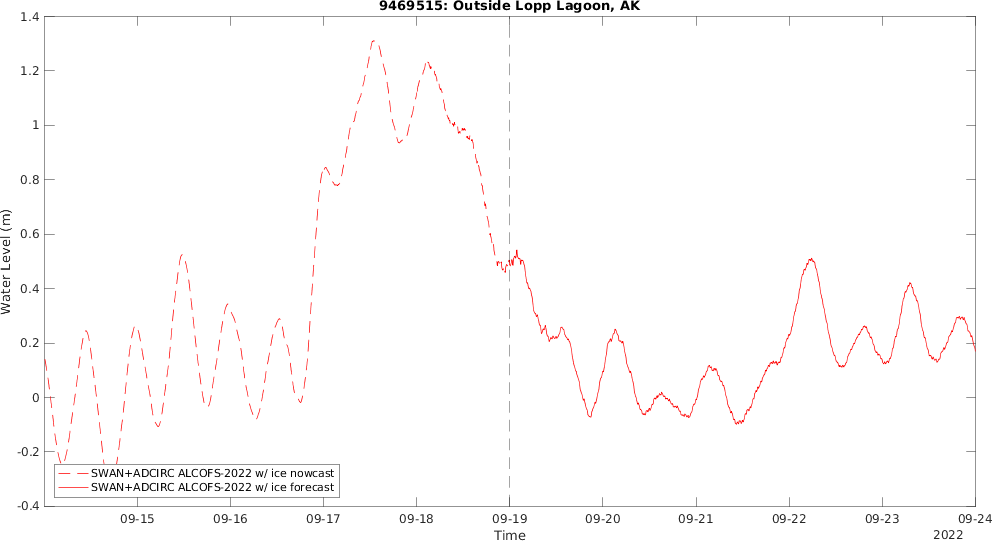 9469515: Outside Lopp Lagoon, AK
1.4
1.2
1
0.8
0.6
0.4
0.2
0
-0.2
-0.4
Water Level (m)
SWAN+ADCIRC ALCOFS-2022 w/ ice nowcast
SWAN+ADCIRC ALCOFS-2022 w/ ice forecast
09-15 09-16 09-17 09-18 09-19 09-20 09-21 09-22 09-23 09-24
Time
2022